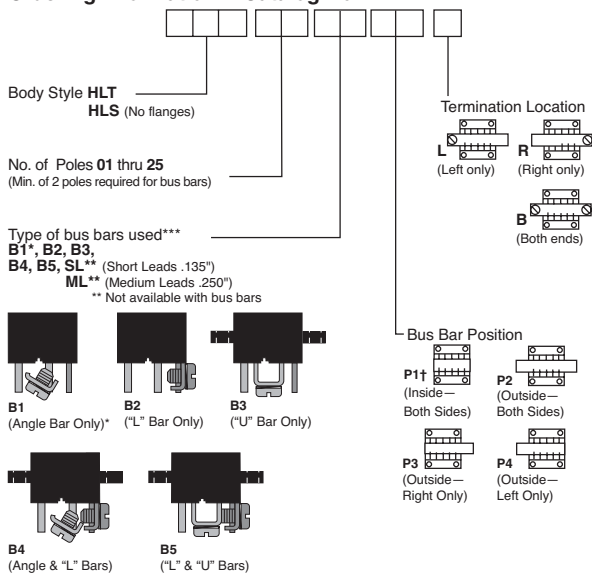 Body Style HLT
HLS (No flanges)
No. of Poles 01 thru 25
(Min. of 2 poles required for bus bars)
Type of bus bars used***
B1*, B2, B3,
B4, B5, SL** (Short Leads .135")
ML** (Medium Leads .250")
** Not available with bus bars
B1
(Angle Bar Only)*
B2
("L" Bar Only)
B3
("U" Bar Only)
B4
(Angle & "L" Bars)
B5
("L" & "U" Bars)
Termination Location
L
(Left only)
R
(Right only)
B
(Both ends)
Bus Bar Position
P1†
(Inside—
Both Sides)
P2
(Outside—
Both Sides)
P3
(Outside—
Right Only)
P4
(Outside—
Left Only)